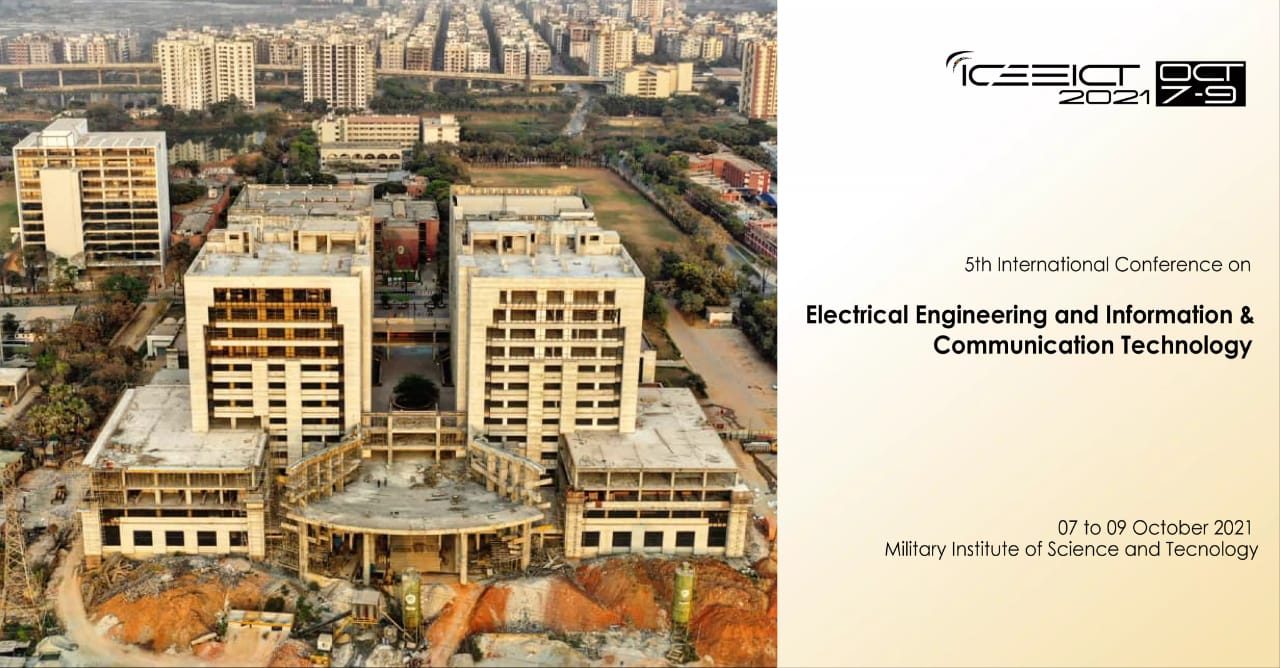 ICEEICT OCT
2021 7-9
5th International Conference on
Electrical Engineering and Information &
Communication Technology
07 to 09 October 2021
Military Institute of Science and Tecnology